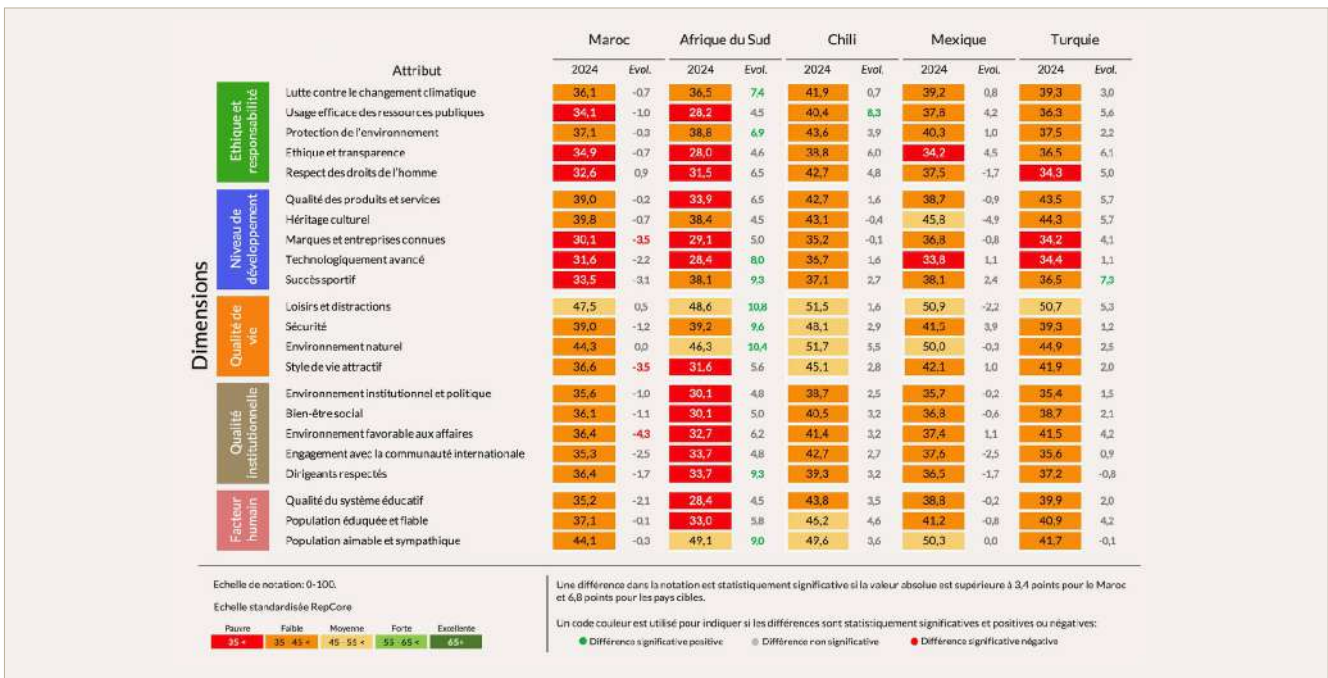 Maroc Afrique du Sud Chili Mexique Turquie
Attribut 2024 Evol. 2024 Evol. 2024 Evol. 2024 Evol. 2024 Evol.
Dimensions
Ethique et responsabilité
Lutte contre le changement climatique 36,1 -0,7 36,5 7,4 41,9 0,7 39,2 0,8 39,3 3,0
Usage efficace des ressources publiques 34,1 -1,0 28,2 4,5 40,4 8,3 37,8 4,2 36,3 5,6
Protection de l'environnement 37,1 -0,3 38,8 6,9 43,6 3,9 40,3 1,0 37,5 2,2
Ethique et transparence 34,9 -0,7 28,0 4,6 38,8 6,0 34,2 4,5 36,5 6,1
Respect des droits de l'homme 32,6 0,9 31,5 6,5 42,7 4,8 37,5 -1,7 34,3 5,0
Niveau de développement
Qualité des produits et services 39,0 -0,2 33,9 6,5 42,7 1,6 38,7 -0,9 43,5 5,7
Héritage culturel 39,8 -0,7 38,4 4,5 43,1 -0,4 45,8 -4,9 44,3 5,7
Marques et entreprises connues 30,1 -3,5 29,1 5,0 35,2 -0,1 36,8 -0,8 34,2 4,1
Technologiquement avancé 31,6 -2,2 28,4 8,0 36,7 1,6 33,8 1,1 34,4 1,1
Succès sportif 33,5 -3,1 38,1 9,3 37,1 2,7 38,1 2,4 36,5 7,3
Qualité de vie
Loisirs et distractions 47,5 0,5 48,6 10,8 51,5 1,6 50,9 -2,2 50,7 5,3
Sécurité 39,0 -1,2 39,2 9,6 48,1 2,9 41,5 3,9 39,3 1,2
Environnement naturel 44,3 0,0 46,3 10,4 51,7 5,5 50,0 -0,3 44,9 2,5
Style de vie attractif 36,6 -3,5 31,6 5,6 45,1 2,8 42,1 1,0 41,9 2,0
Qualité institutionnelle
Environnement institutionnel et politique 35,6 -1,0 30,1 4,8 38,7 2,5 35,7 -0,2 35,4 1,5
Bien-être social 36,1 -1,1 30,1 5,0 40,5 3,2 36,8 -0,6 38,7 2,1
Environnement favorable aux affaires 36,4 -4,3 32,7 6,2 41,4 3,2 37,4 1,1 41,5 4,2
Engagement avec la communauté internationale 35,3 -2,5 33,7 4,8 42,7 2,7 37,6 -2,5 35,6 0,9
Dirigeants respectés 36,4 -1,7 33,7 9,3 39,3 3,2 36,5 -1,7 37,2 -0,8
Facteur humain
Qualité du système éducatif 35,2 -2,1 28,4 4,5 43,8 3,5 38,8 -0,2 39,9 2,0
Population éduquée et fiable 37,1 -0,1 33,0 5,8 46,2 4,6 41,2 -0,8 40,9 4,2
Population aimable et sympathique 44,1 -0,3 49,1 9,0 49,6 3,6 50,3 0,0 41,7 -0,1
Echelle de notation: 0-100.
Echelle standardisée RepCore
Pauvre Faible Moyenne Forte Excellente
35 < 35 - 45 < 45 - 55 < 55 - 65 < 65+
Une différence dans la notation est statistiquement significative si la valeur absolue est supérieure à 3,4 points pour le Maroc
et 6,8 points pour les pays cibles.
Un code couleur est utilisé pour indiquer si les différences sont statistiquement significatives et positives ou négatives:
Différence significative positive Différence non significative Différence significative négative